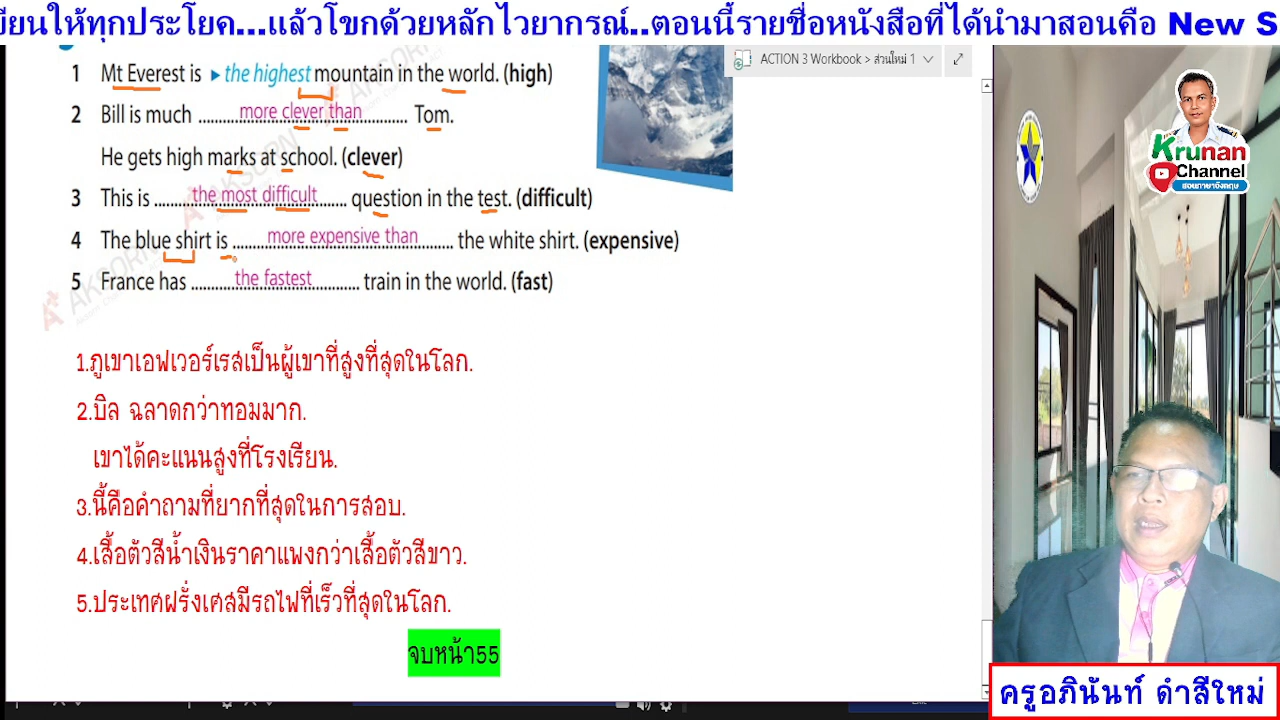 ขียนให้ทุกประโยค...แล้วโขกด้วยหลักไวยากรณ์..ตอนนี้รายชื่อหนังสือที่ได้นำมาสอนคือ New S
ACTION 3 Workbook > ส่วนใหม่ 1
1 Mt Everest is ▶ the highest mountain in the world. (high)
2 Bill is much ........ more clever than ........ Tom.
He gets high marks at school. (clever)
3 This is ........ the most difficult ........ question in the test. (difficult)
4 The blue shirt is ........ more expensive than ........ the white shirt. (expensive)
5 France has ........ the fastest ........ train in the world. (fast)
AKSORN
AKSORN
1.ภูเขาเอฟเวอร์เรสเป็นผู้เขาที่สูงที่สุดในโลก.
2.บิล ฉลาดกว่าทอมมาก.
เขาได้คะแนนสูงที่โรงเรียน.
3.นี้คือคำถามที่ยากที่สุดในการสอบ.
4.เสื้อตัวสีน้ำเงินราคาแพงกว่าเสื้อตัวสีขาว.
5.ประเทศฝรั่งเศสมีรถไฟที่เร็วที่สุดในโลก.
จบหน้า55
Krunan
Channel
สอนภาษาอังกฤษ
ครูอภินันท์ ดำสีใหม่